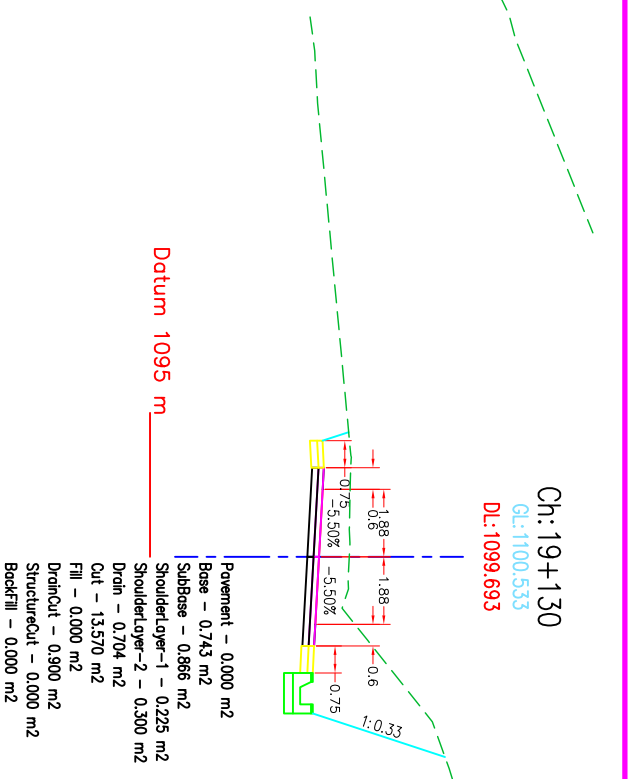 Ch:19+130
GL:1100.533
DL:1099.693
1.88
1.88
0.6
0.6
0.75
0.75
-5.50%
-5.50%
1:0.33
Datum 1095 m
Pavement - 0.000 m2
Base - 0.743 m2
SubBase - 0.866 m2
ShoulderLayer-1 - 0.225 m2
ShoulderLayer-2 - 0.300 m2
Drain - 0.704 m2
Cut - 13.570 m2
Fill - 0.000 m2
DrainCut - 0.900 m2
StructureCut - 0.000 m2
BackFill - 0.000 m2